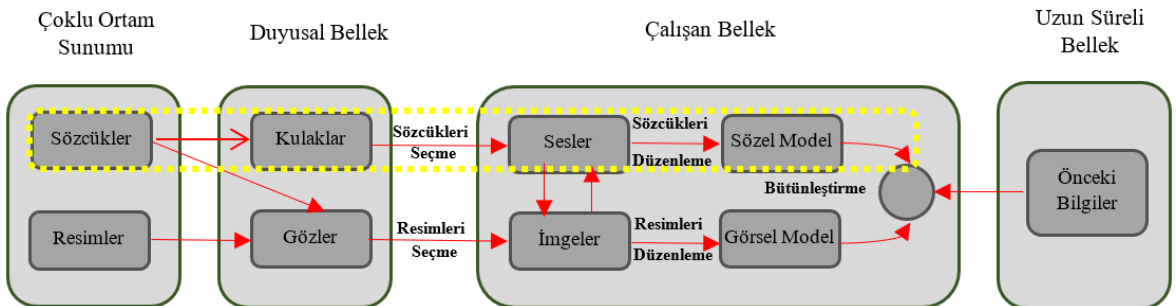 Çoklu Ortam
Sunumu
Duyusal Bellek
Çalışan Bellek
Uzun Süreli
Bellek
Sözcükler
Kulaklar
Sözcükleri
Seçme
Sesler
Sözcükleri
Düzenleme
Sözel Model
Bütünleştirme
Önceki
Bilgiler
Resimler
Gözler
Resimleri
Seçme
İmgeler
Resimleri
Düzenleme
Görsel Model